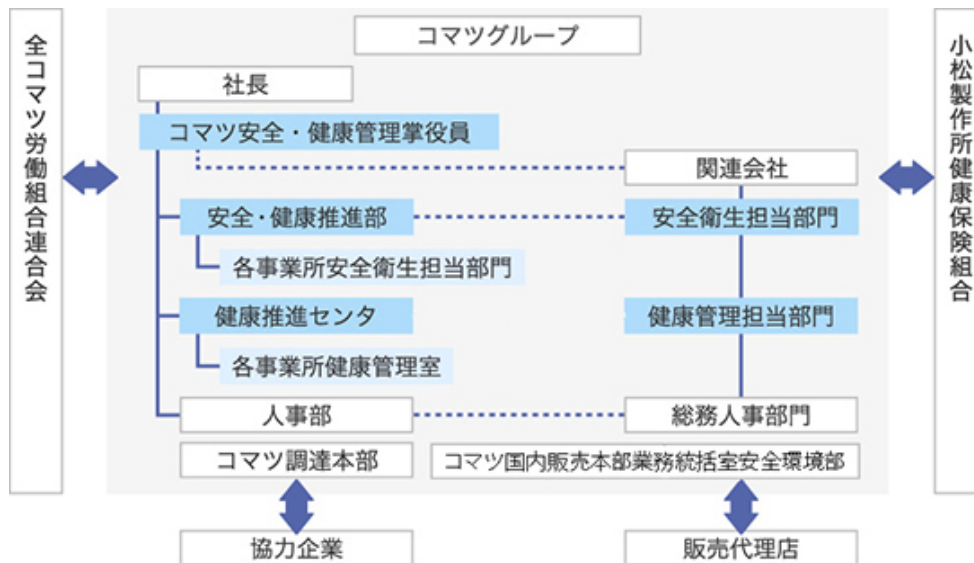 コマツグループ
全コマツ労働組合連合会
小松製作所健康保険組合
社長
コマツ安全・健康管理掌役員
関連会社
安全・健康推進部
安全衛生担当部門
各事業所安全衛生担当部門
健康推進センタ
健康管理担当部門
各事業所健康管理室
人事部
総務人事部門
コマツ調達本部
コマツ国内販売本部業務統括室安全環境部
協力企業
販売代理店